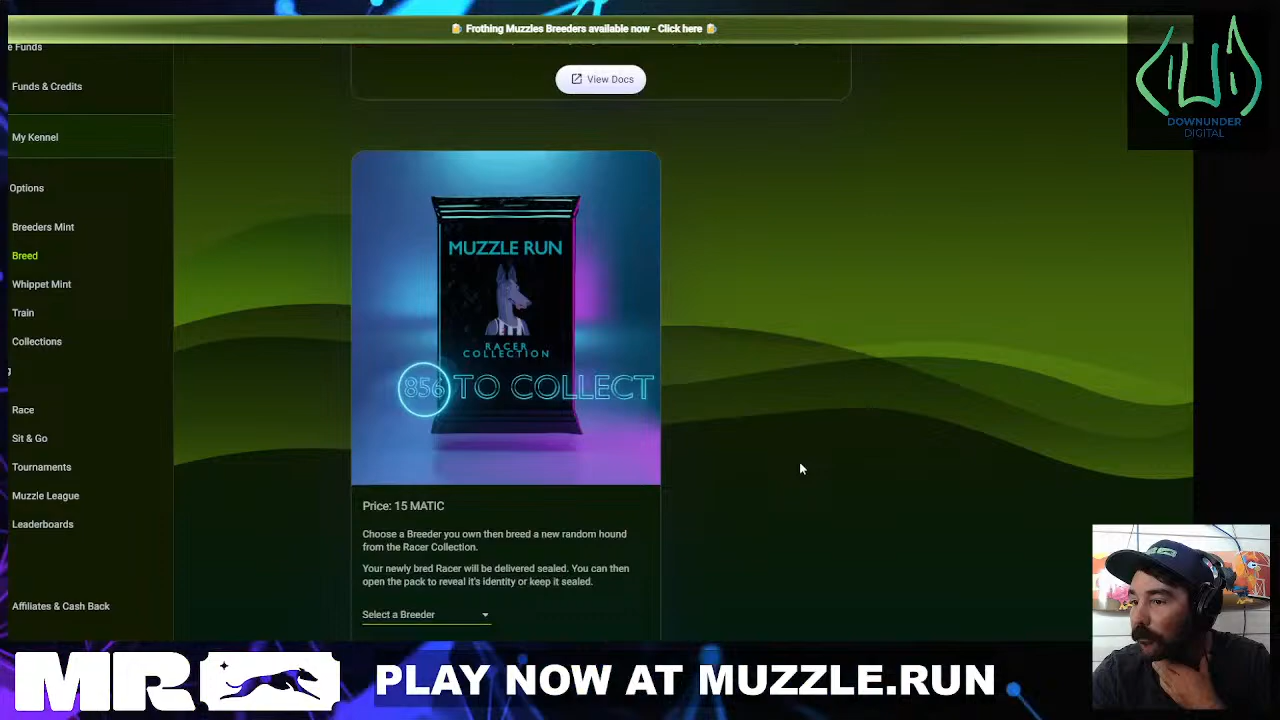 🍺 Frothing Muzzles Breeders available now - Click here 🍺
e Funds
Funds & Credits
My Kennel
Options
Breeders Mint
Breed
Whippet Mint
Train
Collections
Race
Sit & Go
Tournaments
Muzzle League
Leaderboards
Affiliates & Cash Back
View Docs
MUZZLE RUN
RACER
COLLECTION
856 TO COLLECT
Price: 15 MATIC
Choose a Breeder you own then breed a new random hound
from the Racer Collection.
Your newly bred Racer will be delivered sealed. You can then
open the pack to reveal it's identity or keep it sealed.
Select a Breeder
DOWNUNDER
DIGITAL
MR
PLAY NOW AT MUZZLE.RUN